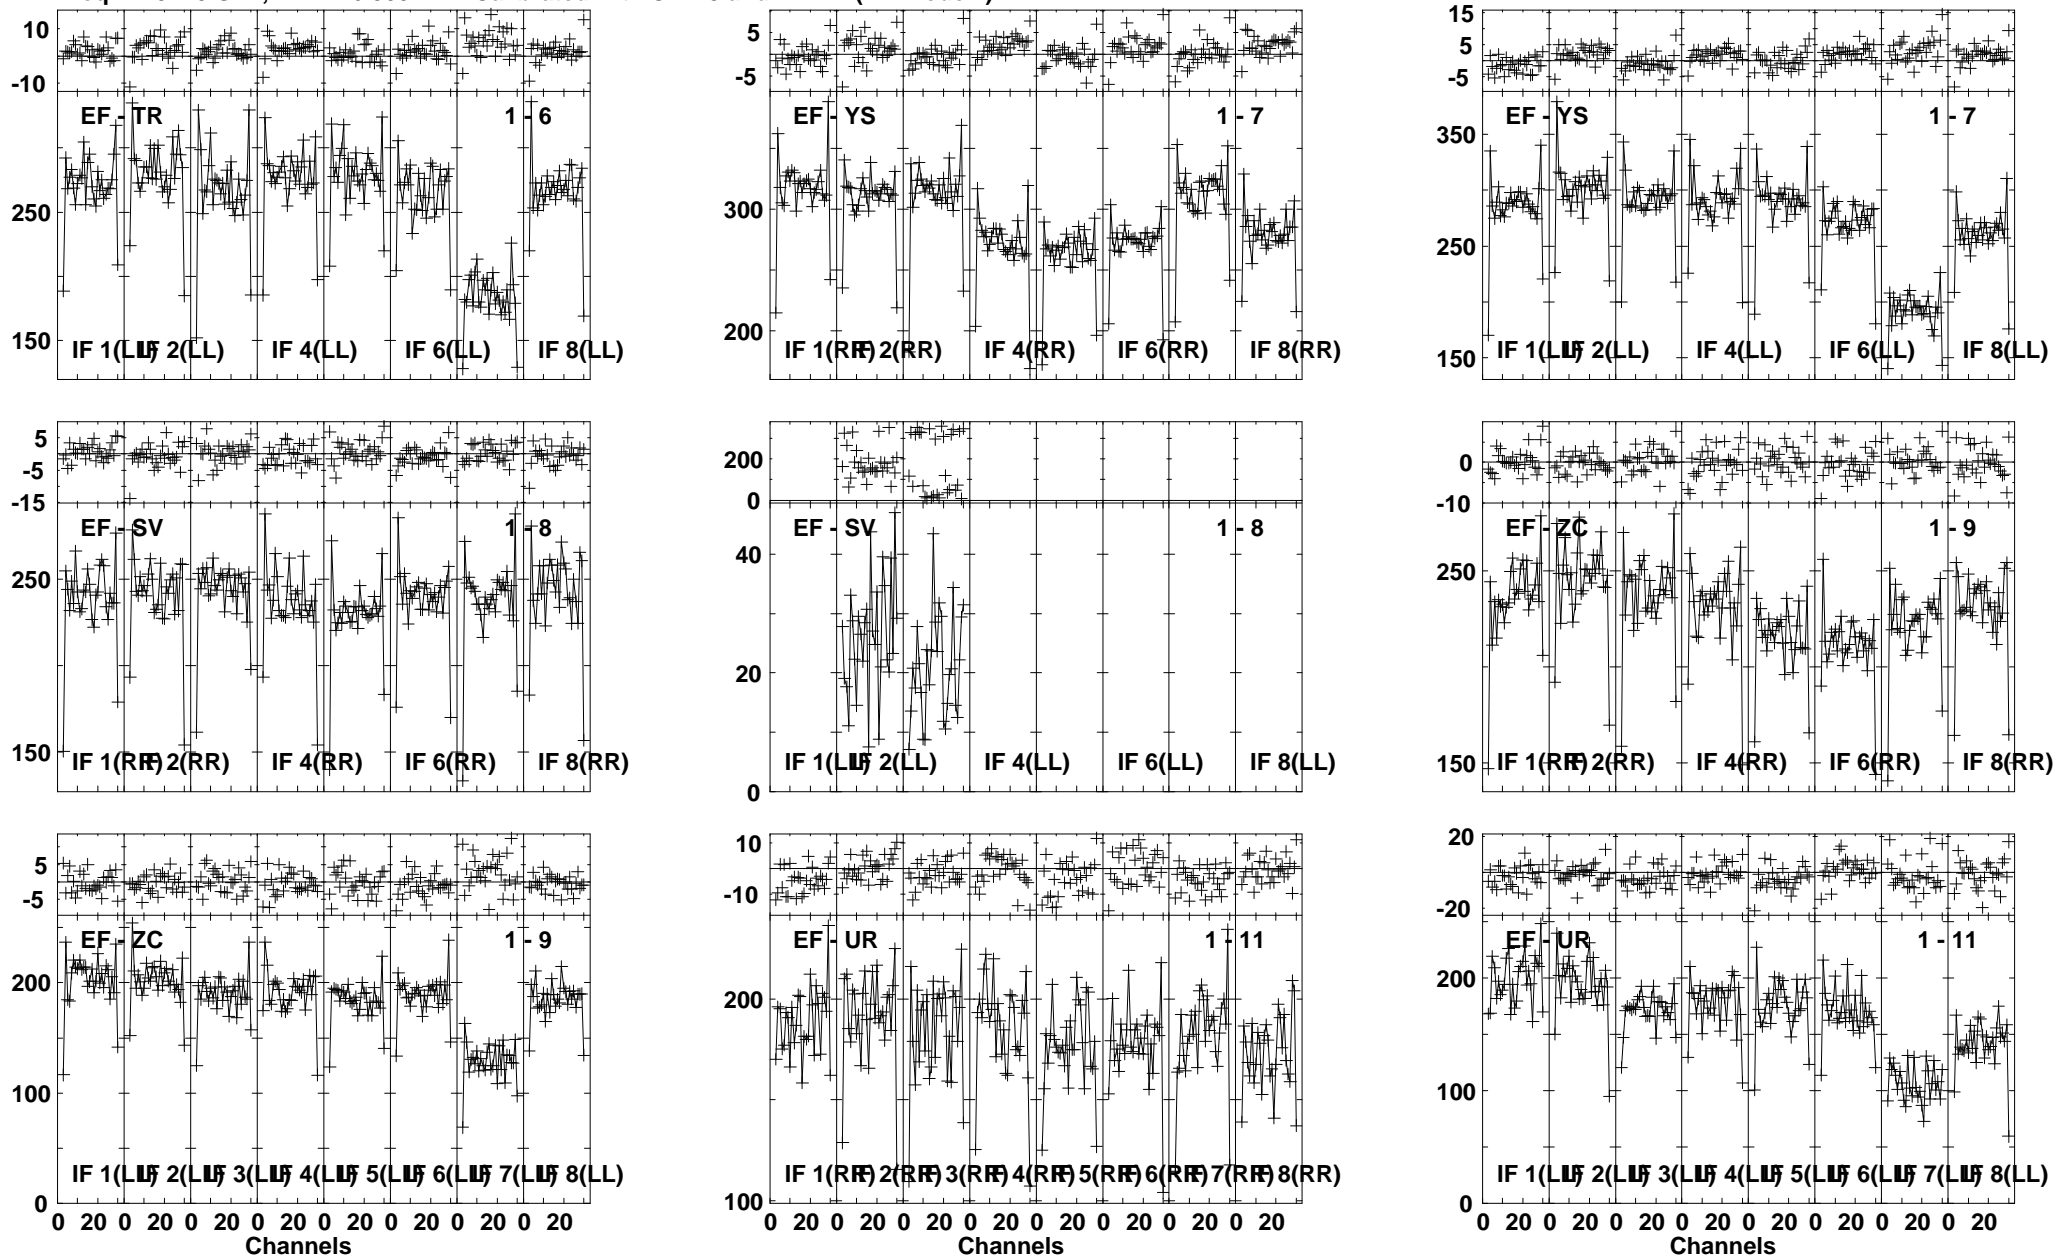 10
-10
EF - TR
1 - 6
250
150
IF 1(LL)
IF 2(LL)
IF 4(LL)
IF 6(LL)
IF 8(LL)
5
-5
EF - YS
1 - 7
300
200
IF 1(RR)
IF 2(RR)
IF 4(RR)
IF 6(RR)
IF 8(RR)
15
5
-5
EF - YS
1 - 7
350
250
150
IF 1(LL)
IF 2(LL)
IF 4(LL)
IF 6(LL)
IF 8(LL)
5
-5
-15
EF - SV
1 - 8
250
150
IF 1(RR)
IF 2(RR)
IF 4(RR)
IF 6(RR)
IF 8(RR)
200
0
EF - SV
1 - 8
40
20
0
IF 1(LL)
IF 2(LL)
IF 4(LL)
IF 6(LL)
IF 8(LL)
0
-10
EF - ZC
1 - 9
250
150
IF 1(RR)
IF 2(RR)
IF 4(RR)
IF 6(RR)
IF 8(RR)
5
-5
EF - ZC
1 - 9
200
100
0
IF 1(LL)
IF 2(LL)
IF 3(LL)
IF 4(LL)
IF 5(LL)
IF 6(LL)
IF 7(LL)
IF 8(LL)
0 20 0 20 0 20 0 20 0 20 0 20 0 20 0 20
Channels
10
-10
EF - UR
1 - 11
200
100
IF 1(RR)
IF 2(RR)
IF 3(RR)
IF 4(RR)
IF 5(RR)
IF 6(RR)
IF 7(RR)
IF 8(RR)
0 20 0 20 0 20 0 20 0 20 0 20 0 20 0 20
Channels
20
-20
EF - UR
1 - 11
200
100
0
IF 1(LL)
IF 2(LL)
IF 3(LL)
IF 4(LL)
IF 5(LL)
IF 6(LL)
IF 7(LL)
IF 8(LL)
0 20 0 20 0 20 0 20 0 20 0 20 0 20 0 20
Channels